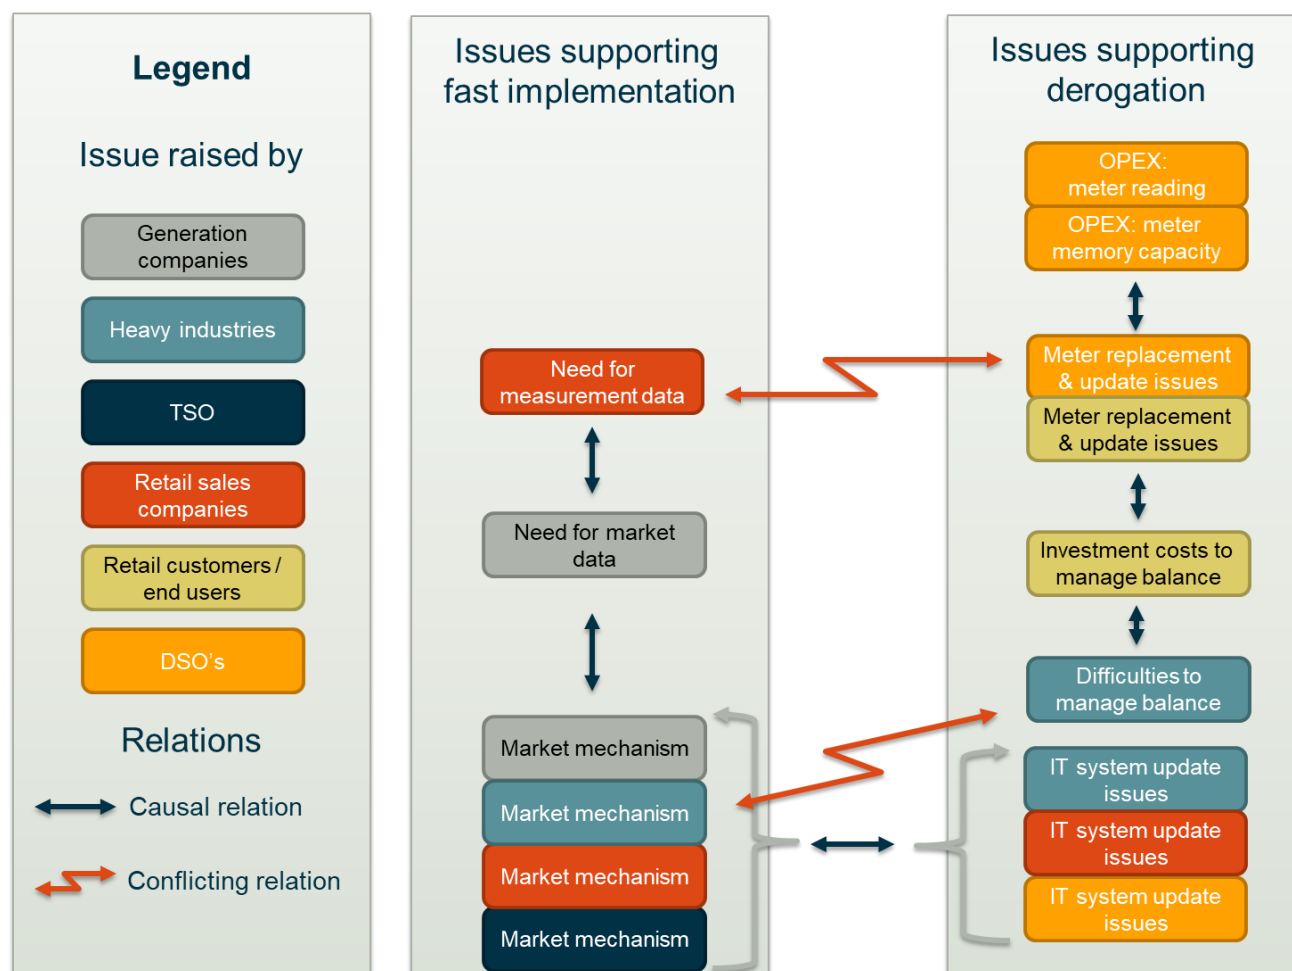 Legend
Issue raised by
Generation
companies
Heavy industries
TSO
Retail sales
companies
Retail customers /
end users
DSO's
Relations
Causal relation
Conflicting relation
Issues supporting
fast implementation
Need for
measurement data
Need for market
data
Market mechanism
Market mechanism
Market mechanism
Market mechanism
Issues supporting
derogation
OPEX:
meter reading
OPEX: meter
memory capacity
Meter replacement
& update issues
Meter replacement
& update issues
Investment costs to
manage balance
Difficulties to
manage balance
IT system update
issues
IT system update
issues
IT system update
issues